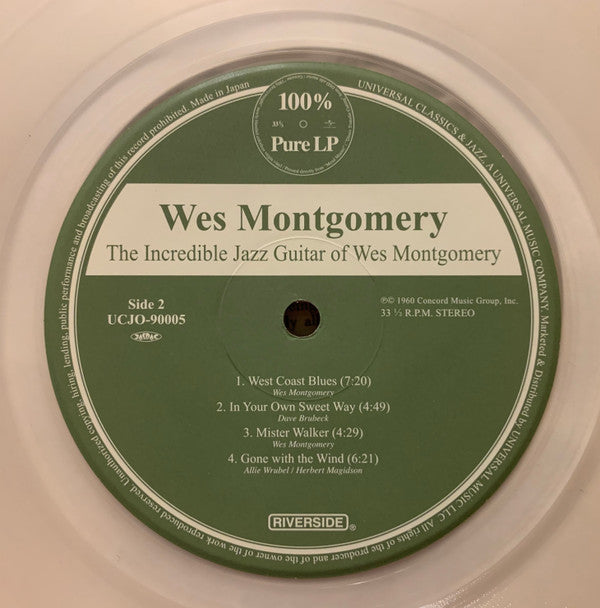 100%
33⅓
Pure LP
Wes Montgomery
The Incredible Jazz Guitar of Wes Montgomery
Side 2
UCJO-90005
℗© 1960 Concord Music Group, Inc.
33 ⅓ R.P.M. STEREO
1. West Coast Blues (7:20)
Wes Montgomery
2. In Your Own Sweet Way (4:49)
Dave Brubeck
3. Mister Walker (4:29)
Wes Montgomery
4. Gone with the Wind (6:21)
Allie Wrubel / Herbert Magidson
RIVERSIDE®
UNIVERSAL CLASSICS & JAZZ, A UNIVERSAL MUSIC COMPANY. Marketed & Distributed by UNIVERSAL MUSIC LLC. All rights of the producer and of the owner of the work reproduced reserved. Unauthorized copying, hiring, lending, public performance and broadcasting of this record prohibited. Made in Japan